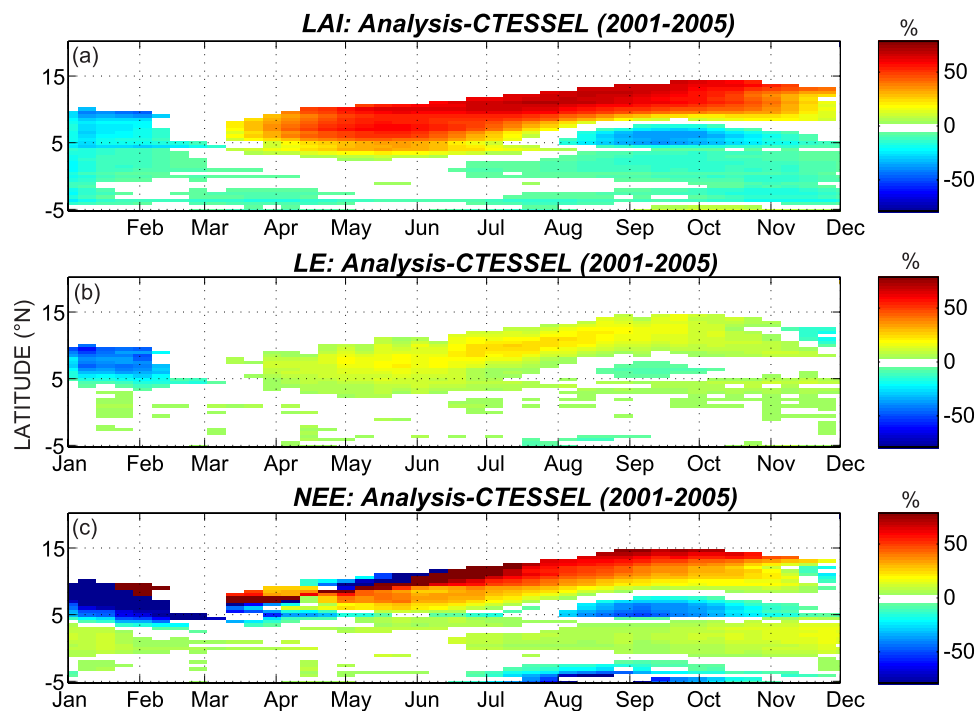 LAI: Analysis-CTESSEL (2001-2005)
%
(a)
15
5
-5
Feb Mar Apr May Jun Jul Aug Sep Oct Nov Dec
50
0
-50
LE: Analysis-CTESSEL (2001-2005)
%
(b)
15
5
-5
LATITUDE (°N)
Jan Feb Mar Apr May Jun Jul Aug Sep Oct Nov Dec
50
0
-50
NEE: Analysis-CTESSEL (2001-2005)
%
(c)
15
5
-5
Jan Feb Mar Apr May Jun Jul Aug Sep Oct Nov Dec
50
0
-50